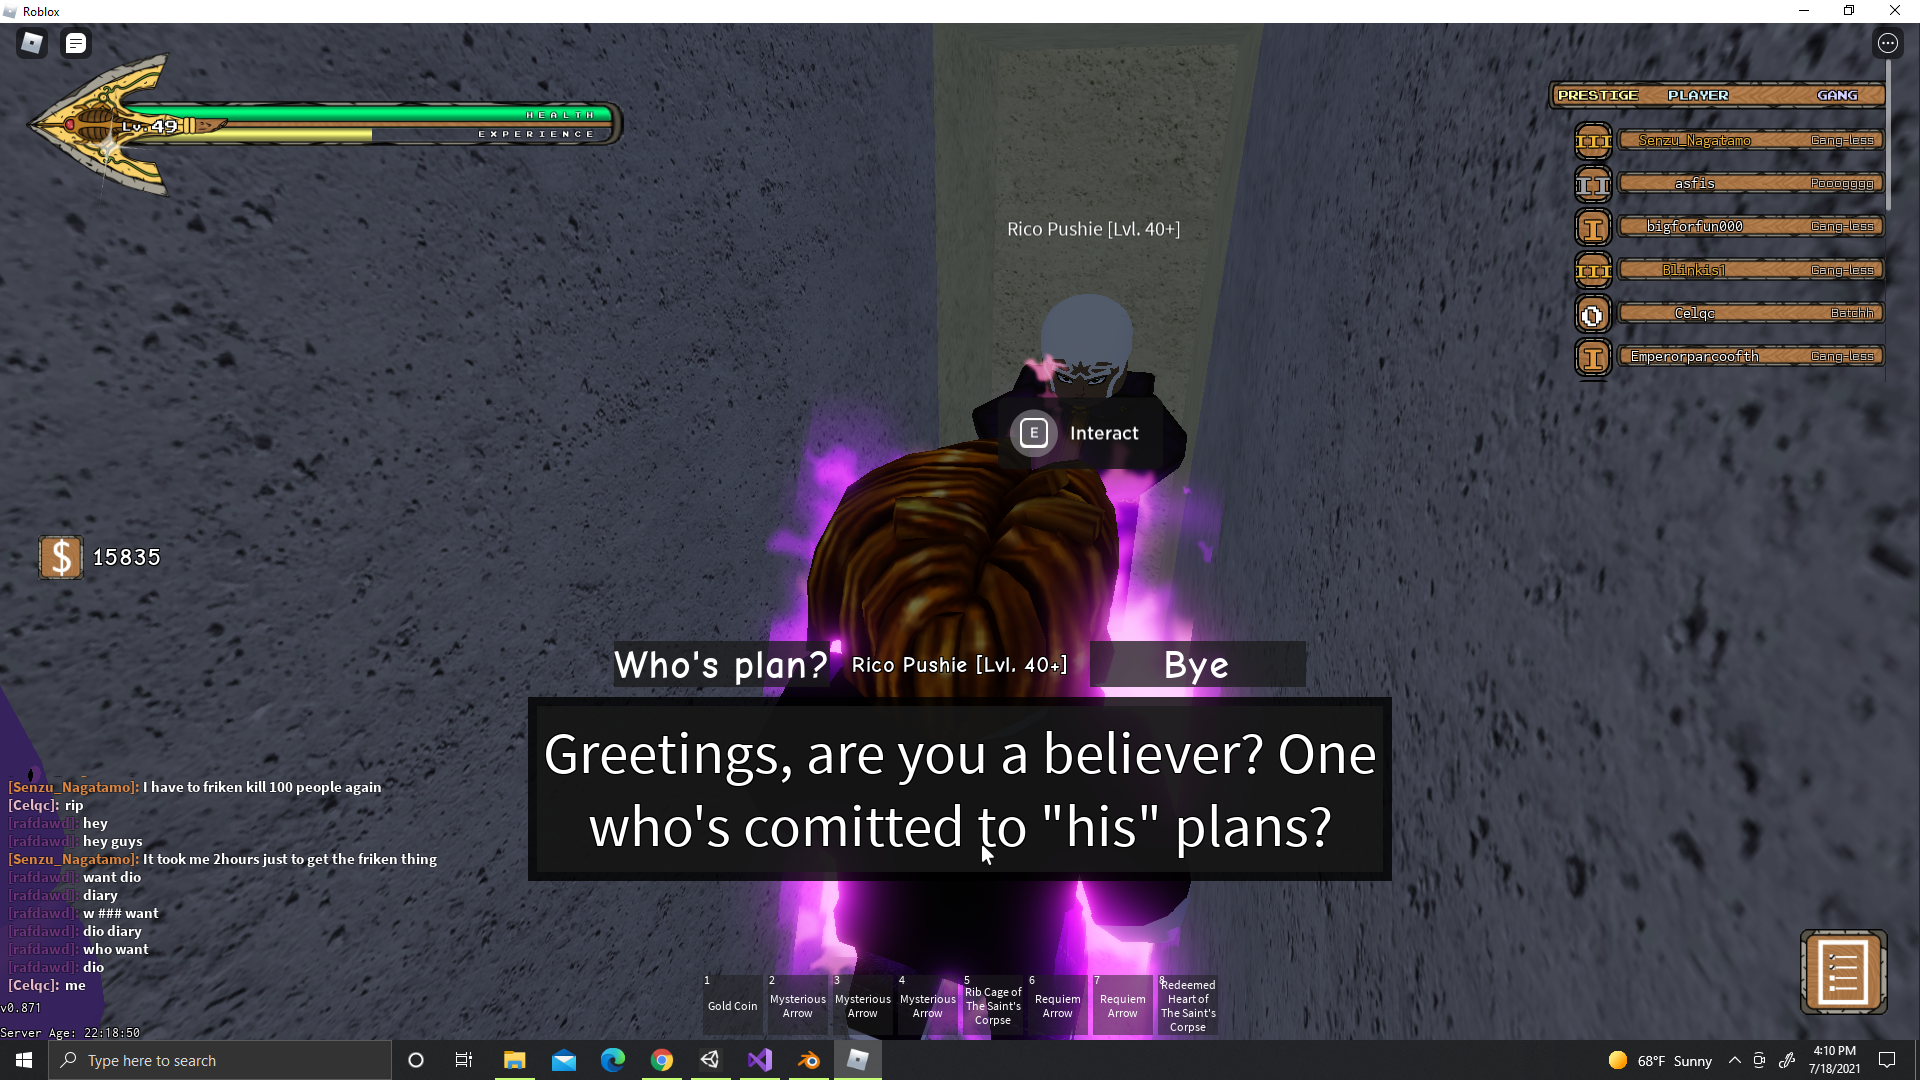 Roblox
Lv.49
HEALTH
EXPERIENCE
PRESTIGE PLAYER GANG
III Senzu_Nagatamo Gang-less
II asfis Pooogggg
I bigforfun000 Gang-less
III Blinkis1 Gang-less
O Celqc Batchh
I Emperorparcoofth Gang-less
Rico Pushie [Lvl. 40+]
E Interact
$ 15835
Who's plan? Rico Pushie [Lvl. 40+] Bye
Greetings, are you a believer? One
who's comitted to "his" plans?
[Senzu_Nagatamo]: I have to friken kill 100 people again
[Celqc]: rip
[rafdawd]: hey
[rafdawd]: hey guys
[Senzu_Nagatamo]: It took me 2hours just to get the friken thing
[rafdawd]: want dio
[rafdawd]: diary
[rafdawd]: w ### want
[rafdawd]: dio diary
[rafdawd]: who want
[rafdawd]: dio
[Celqc]: me
v0.871
Server Age: 22:18:50
1 Gold Coin
2 Mysterious Arrow
3 Mysterious Arrow
4 Mysterious Arrow
5 Rib Cage of The Saint's Corpse
6 Requiem Arrow
7 Requiem Arrow
8 Redeemed Heart of The Saint's Corpse
Type here to search
68°F Sunny
4:10 PM
7/18/2021